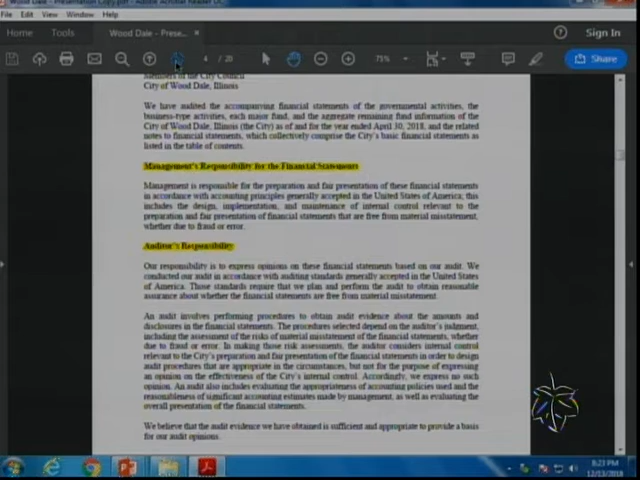 Wood Dale - Presentation Copy.pdf - Adobe Acrobat Reader DC
File Edit View Window Help
Home Tools Wood Dale - Prese... × Sign In
4 / 20 75% Share
Members of the City Council
City of Wood Dale, Illinois
We have audited the accompanying financial statements of the governmental activities, the
business-type activities, each major fund, and the aggregate remaining fund information of the
City of Wood Dale, Illinois (the City) as of and for the year ended April 30, 2018, and the related
notes to financial statements, which collectively comprise the City's basic financial statements as
listed in the table of contents.
Management's Responsibility for the Financial Statements
Management is responsible for the preparation and fair presentation of these financial statements
in accordance with accounting principles generally accepted in the United States of America; this
includes the design, implementation, and maintenance of internal control relevant to the
preparation and fair presentation of financial statements that are free from material misstatement,
whether due to fraud or error.
Auditor's Responsibility
Our responsibility is to express opinions on these financial statements based on our audit. We
conducted our audit in accordance with auditing standards generally accepted in the United States
of America. Those standards require that we plan and perform the audit to obtain reasonable
assurance about whether the financial statements are free from material misstatement.
An audit involves performing procedures to obtain audit evidence about the amounts and
disclosures in the financial statements. The procedures selected depend on the auditor's judgment,
including the assessment of the risks of material misstatement of the financial statements, whether
due to fraud or error. In making those risk assessments, the auditor considers internal control
relevant to the City's preparation and fair presentation of the financial statements in order to design
audit procedures that are appropriate in the circumstances, but not for the purpose of expressing
an opinion on the effectiveness of the City's internal control. Accordingly, we express no such
opinion. An audit also includes evaluating the appropriateness of accounting policies used and the
reasonableness of significant accounting estimates made by management, as well as evaluating the
overall presentation of the financial statements.
We believe that the audit evidence we have obtained is sufficient and appropriate to provide a basis
for our audit opinions.
8:23 PM
12/13/2018